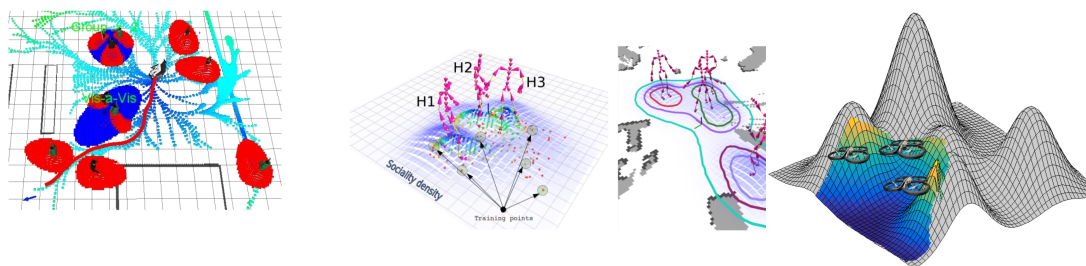 Group
Vis-a-Vis
H1
H2
H3
Sociality density
Training points